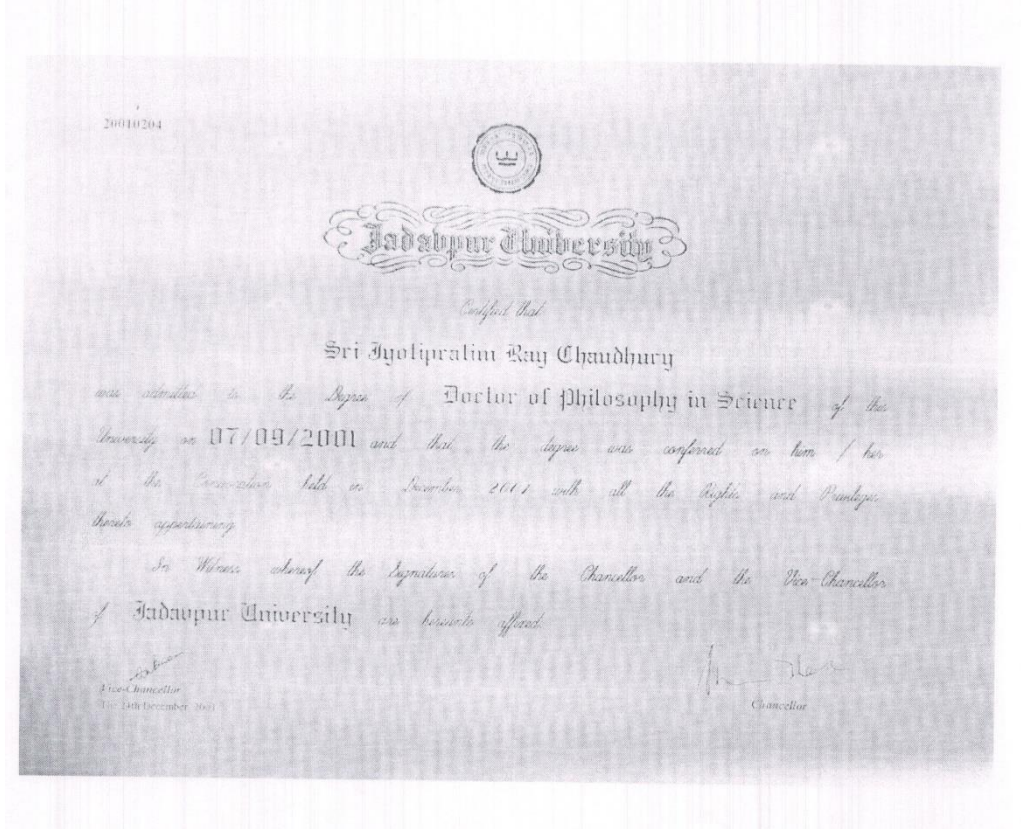 20010204
Jadavpur University
Certified that
Sri Jyotipratim Ray Chaudhury
was admitted to the Degree of Doctor of Philosophy in Science of this
University on 07/09/2001 and that the degree was conferred on him / her
at the Convocation held in December 2001 with all the Rights and Privileges
thereto appertaining
In Witness whereof the Signatures of the Chancellor and the Vice-Chancellor
of Jadavpur University are hereunto affixed
Vice-Chancellor
The December, 2001
Chancellor